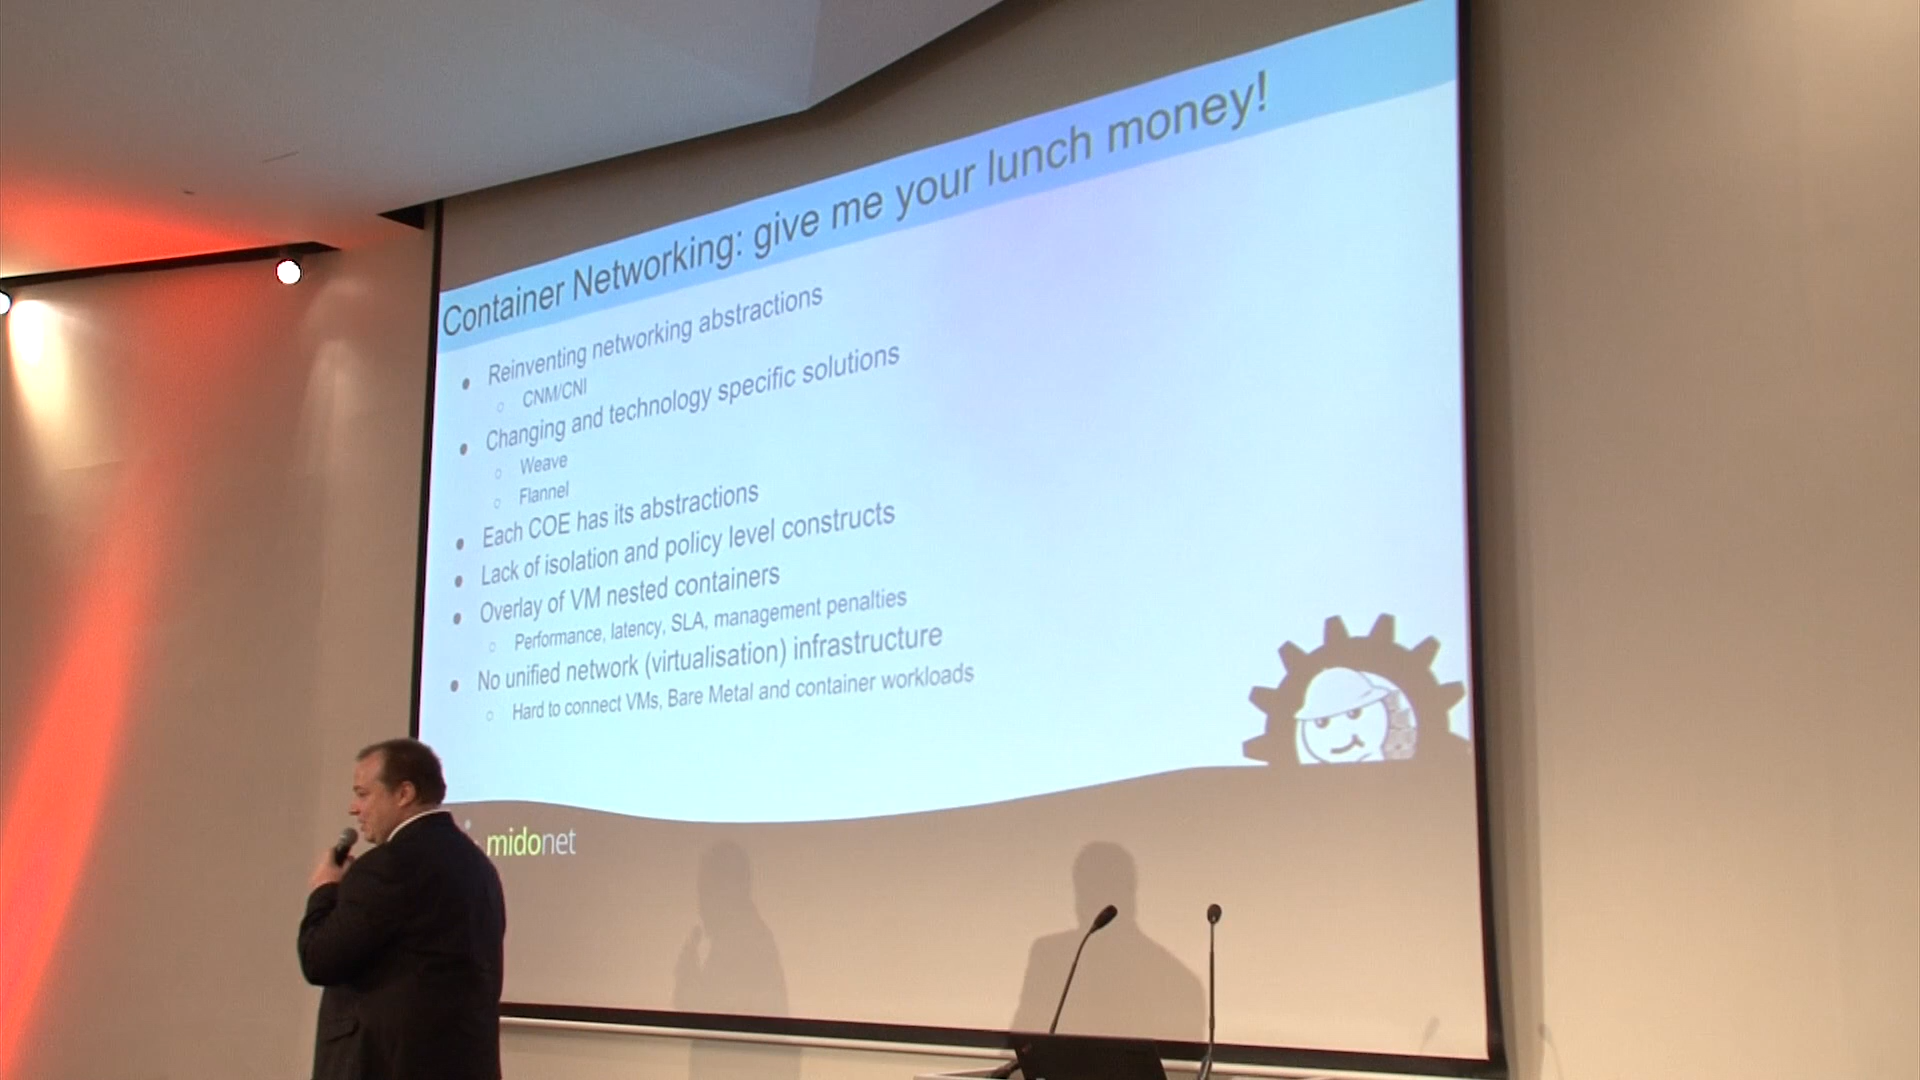 Container Networking: give me your lunch money!
Reinventing networking abstractions
CNM/CNI
Changing and technology specific solutions
Weave
Flannel
Each COE has its abstractions
Lack of isolation and policy level constructs
Overlay of VM nested containers
Performance, latency, SLA, management penalties
No unified network (virtualisation) infrastructure
Hard to connect VMs, Bare Metal and container workloads
midonet